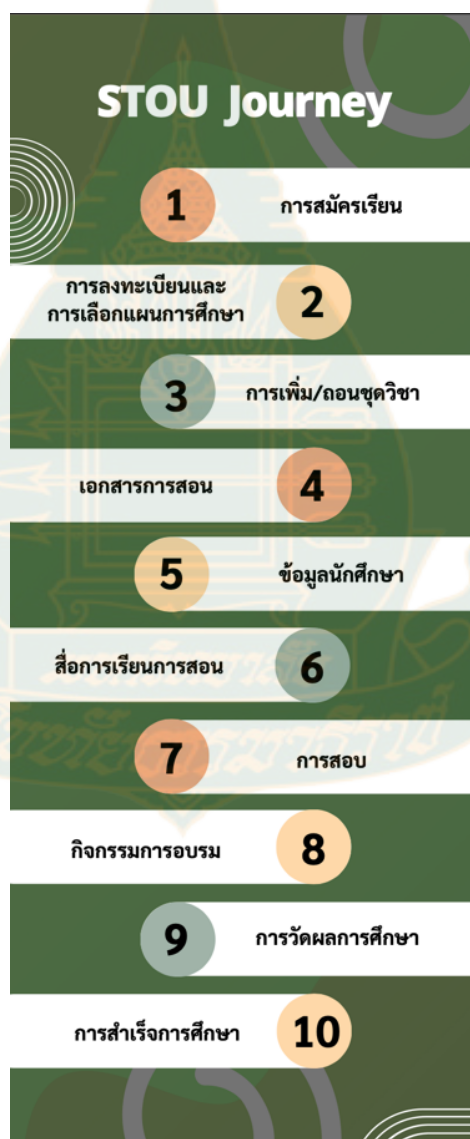 STOU Journey
1
การสมัครเรียน
การลงทะเบียนและ
การเลือกแผนการศึกษา
2
3
การเพิ่ม/ถอนชุดวิชา
เอกสารการสอน
4
5
ข้อมูลนักศึกษา
สื่อการเรียนการสอน
6
7
การสอบ
กิจกรรมการอบรม
8
9
การวัดผลการศึกษา
การสำเร็จการศึกษา
10